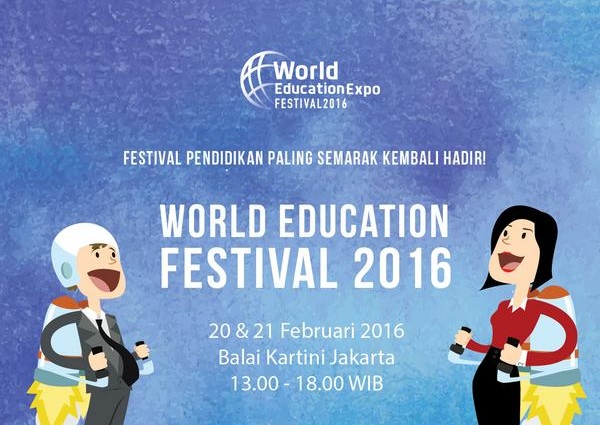 World
EducationExpo
FESTIVAL2016
FESTIVAL PENDIDIKAN PALING SEMARAK KEMBALI HADIR!
WORLD EDUCATION
FESTIVAL 2016
20 & 21 Februari 2016
Balai Kartini Jakarta
13.00 - 18.00 WIB